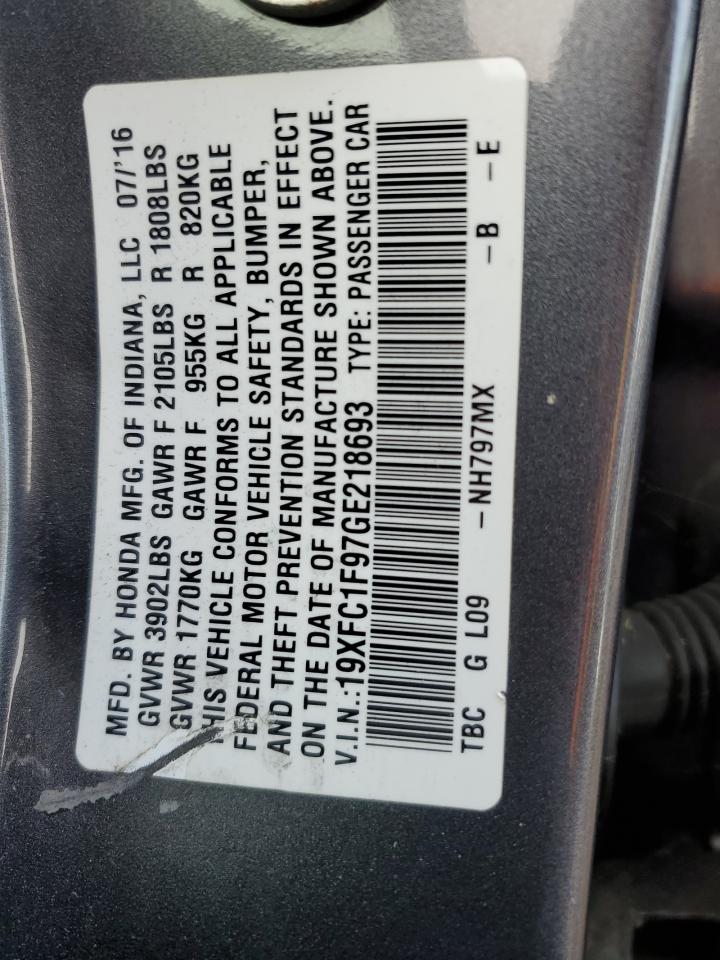 MFD. BY HONDA MFG. OF INDIANA, LLC 07/'16
GVWR 3902LBS GAWR F 2105LBS R 1808LBS
GVWR 1770KG GAWR F 955KG R 820KG
THIS VEHICLE CONFORMS TO ALL APPLICABLE
FEDERAL MOTOR VEHICLE SAFETY, BUMPER,
AND THEFT PREVENTION STANDARDS IN EFFECT
ON THE DATE OF MANUFACTURE SHOWN ABOVE.
V.I.N.:19XFC1F97GE218693 TYPE: PASSENGER CAR
TBC G L09 -NH797MX -B -E